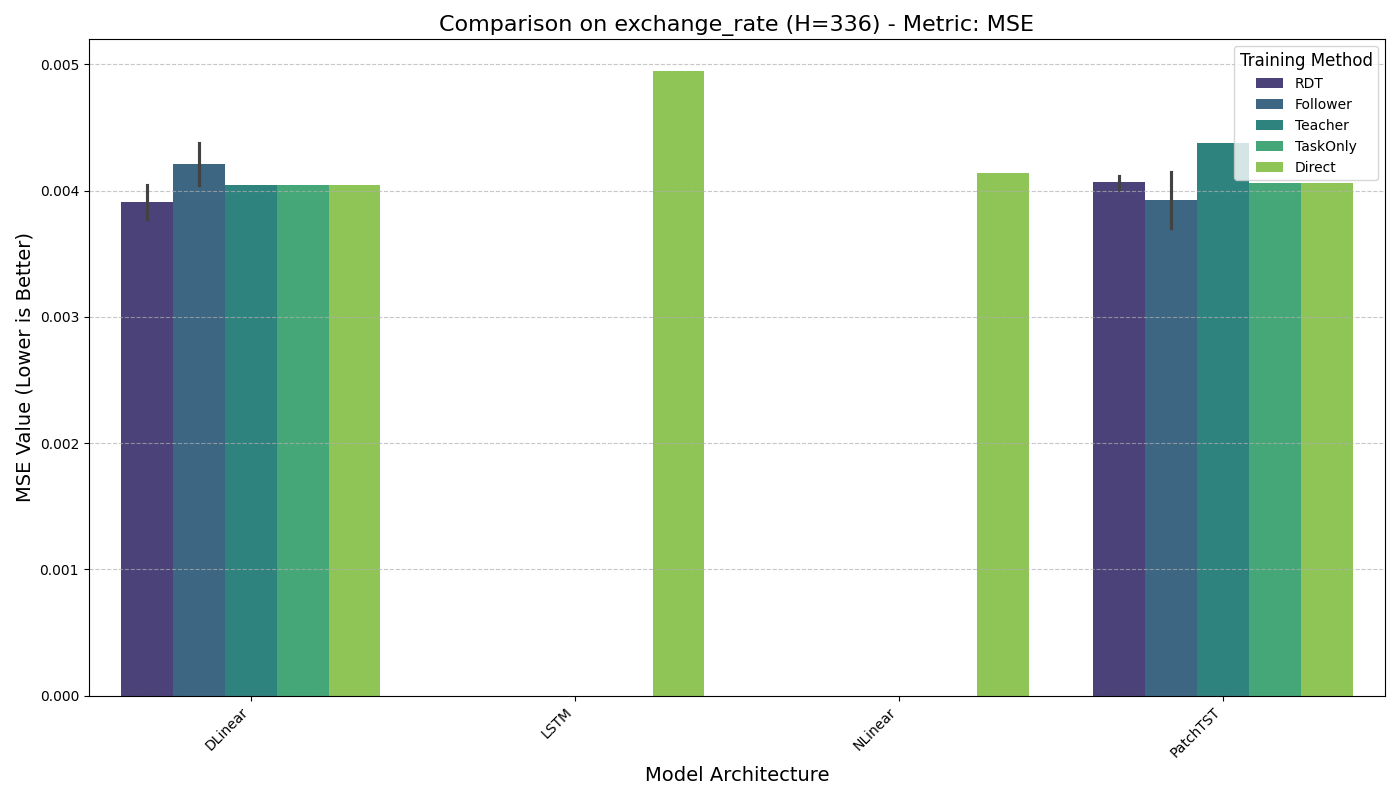 Comparison on exchange_rate (H=336) - Metric: MSE
MSE Value (Lower is Better)
0.005
0.004
0.003
0.002
0.001
0.000
Training Method
RDT
Follower
Teacher
TaskOnly
Direct
DLinear
LSTM
NLinear
PatchTST
Model Architecture